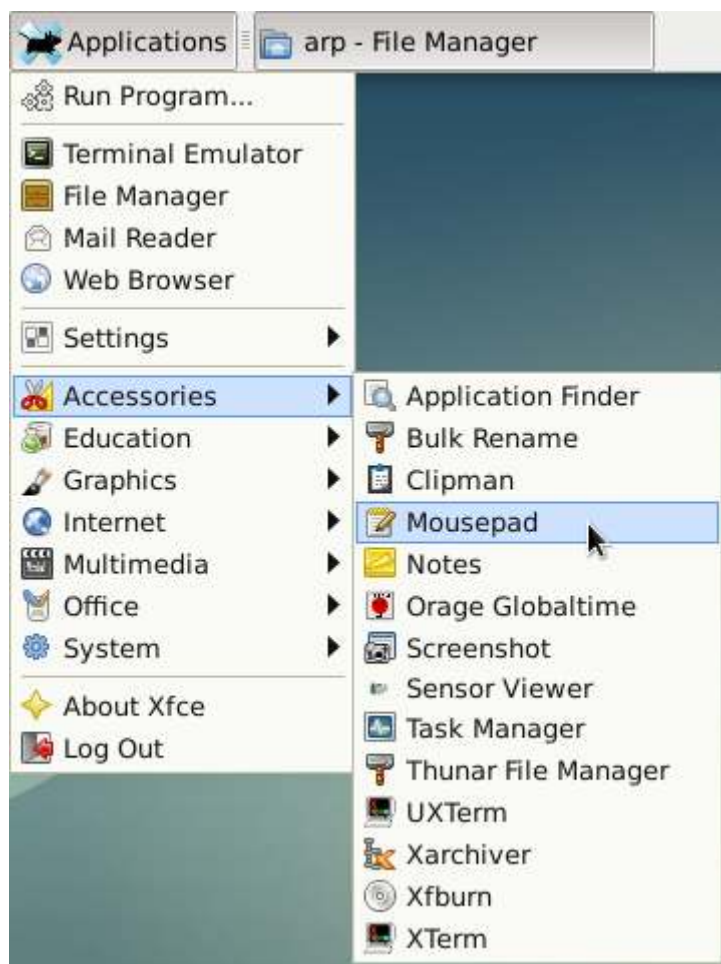 Applications
arp - File Manager
Run Program...
Terminal Emulator
File Manager
Mail Reader
Web Browser
Settings
Accessories
Education
Graphics
Internet
Multimedia
Office
System
About Xfce
Log Out
Application Finder
Bulk Rename
Clipman
Mousepad
Notes
Orage Globaltime
Screenshot
Sensor Viewer
Task Manager
Thunar File Manager
UXTerm
Xarchiver
Xfburn
XTerm